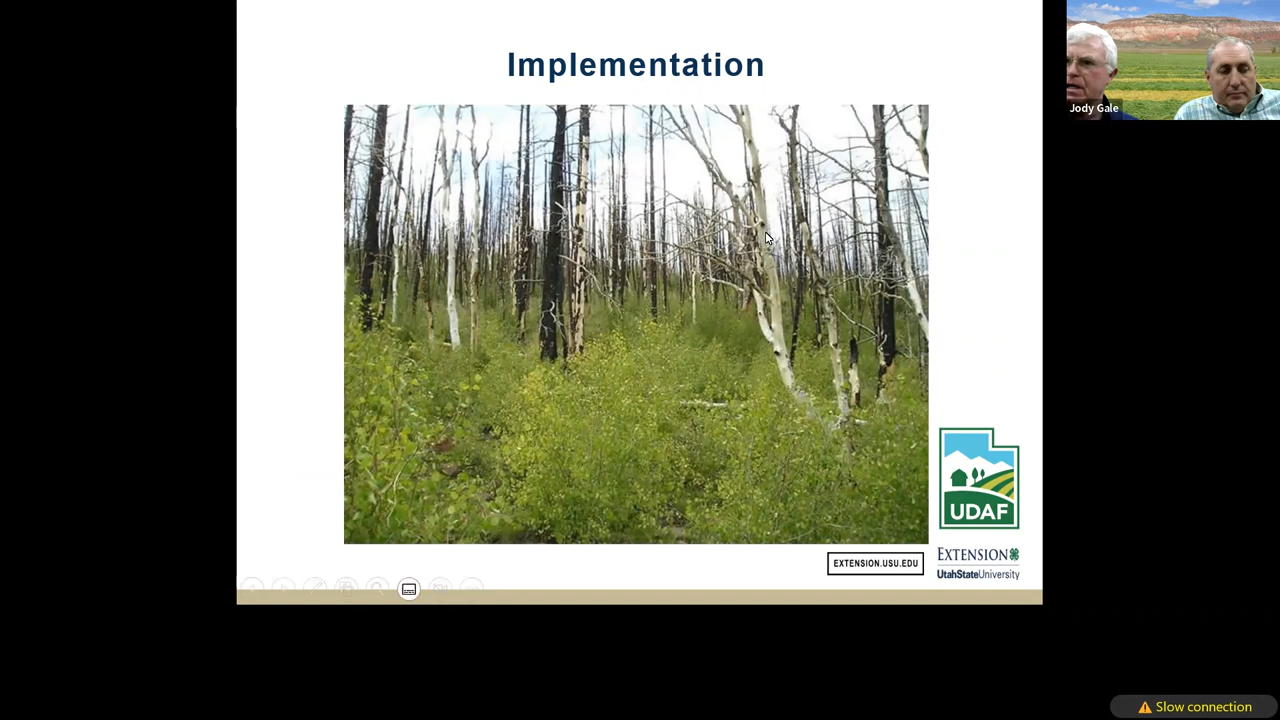 Implementation
Jody Gale
UDAF
EXTENSION.USU.EDU
EXTENSION
UtahStateUniversity
Slow connection